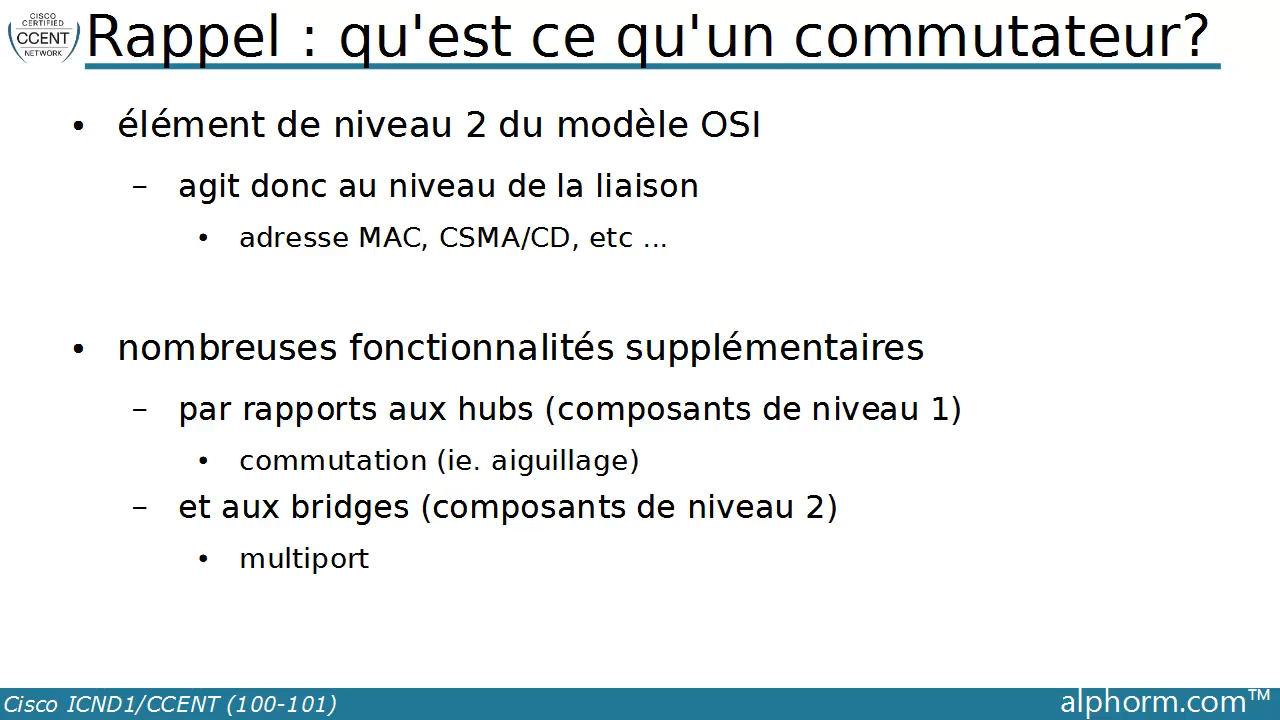 CISCO
CERTIFIED
CCENT
NETWORK
Rappel : qu'est ce qu'un commutateur?
• élément de niveau 2 du modèle OSI
– agit donc au niveau de la liaison
• adresse MAC, CSMA/CD, etc ...
• nombreuses fonctionnalités supplémentaires
– par rapports aux hubs (composants de niveau 1)
• commutation (ie. aiguillage)
– et aux bridges (composants de niveau 2)
• multiport
Cisco ICND1/CCENT (100-101)
alphorm.com™